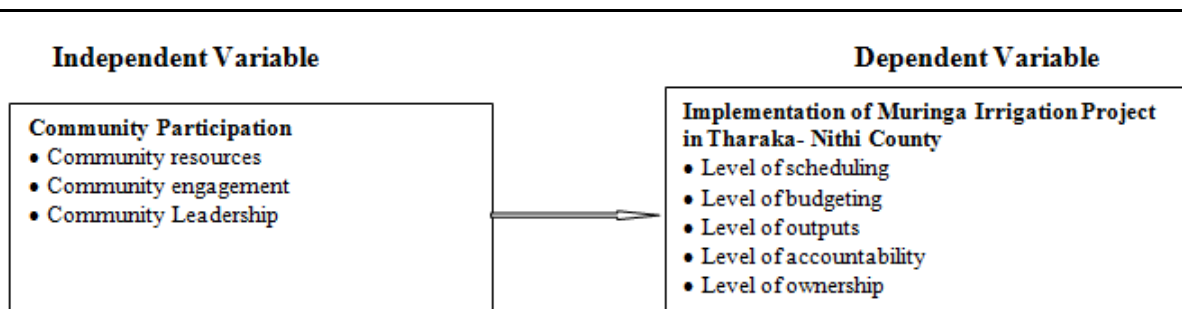 Independent Variable
Dependent Variable
Community Participation
• Community resources
• Community engagement
• Community Leadership
Implementation of Muringa Irrigation Project
in Tharaka- Nithi County
• Level of scheduling
• Level of budgeting
• Level of outputs
• Level of accountability
• Level of ownership